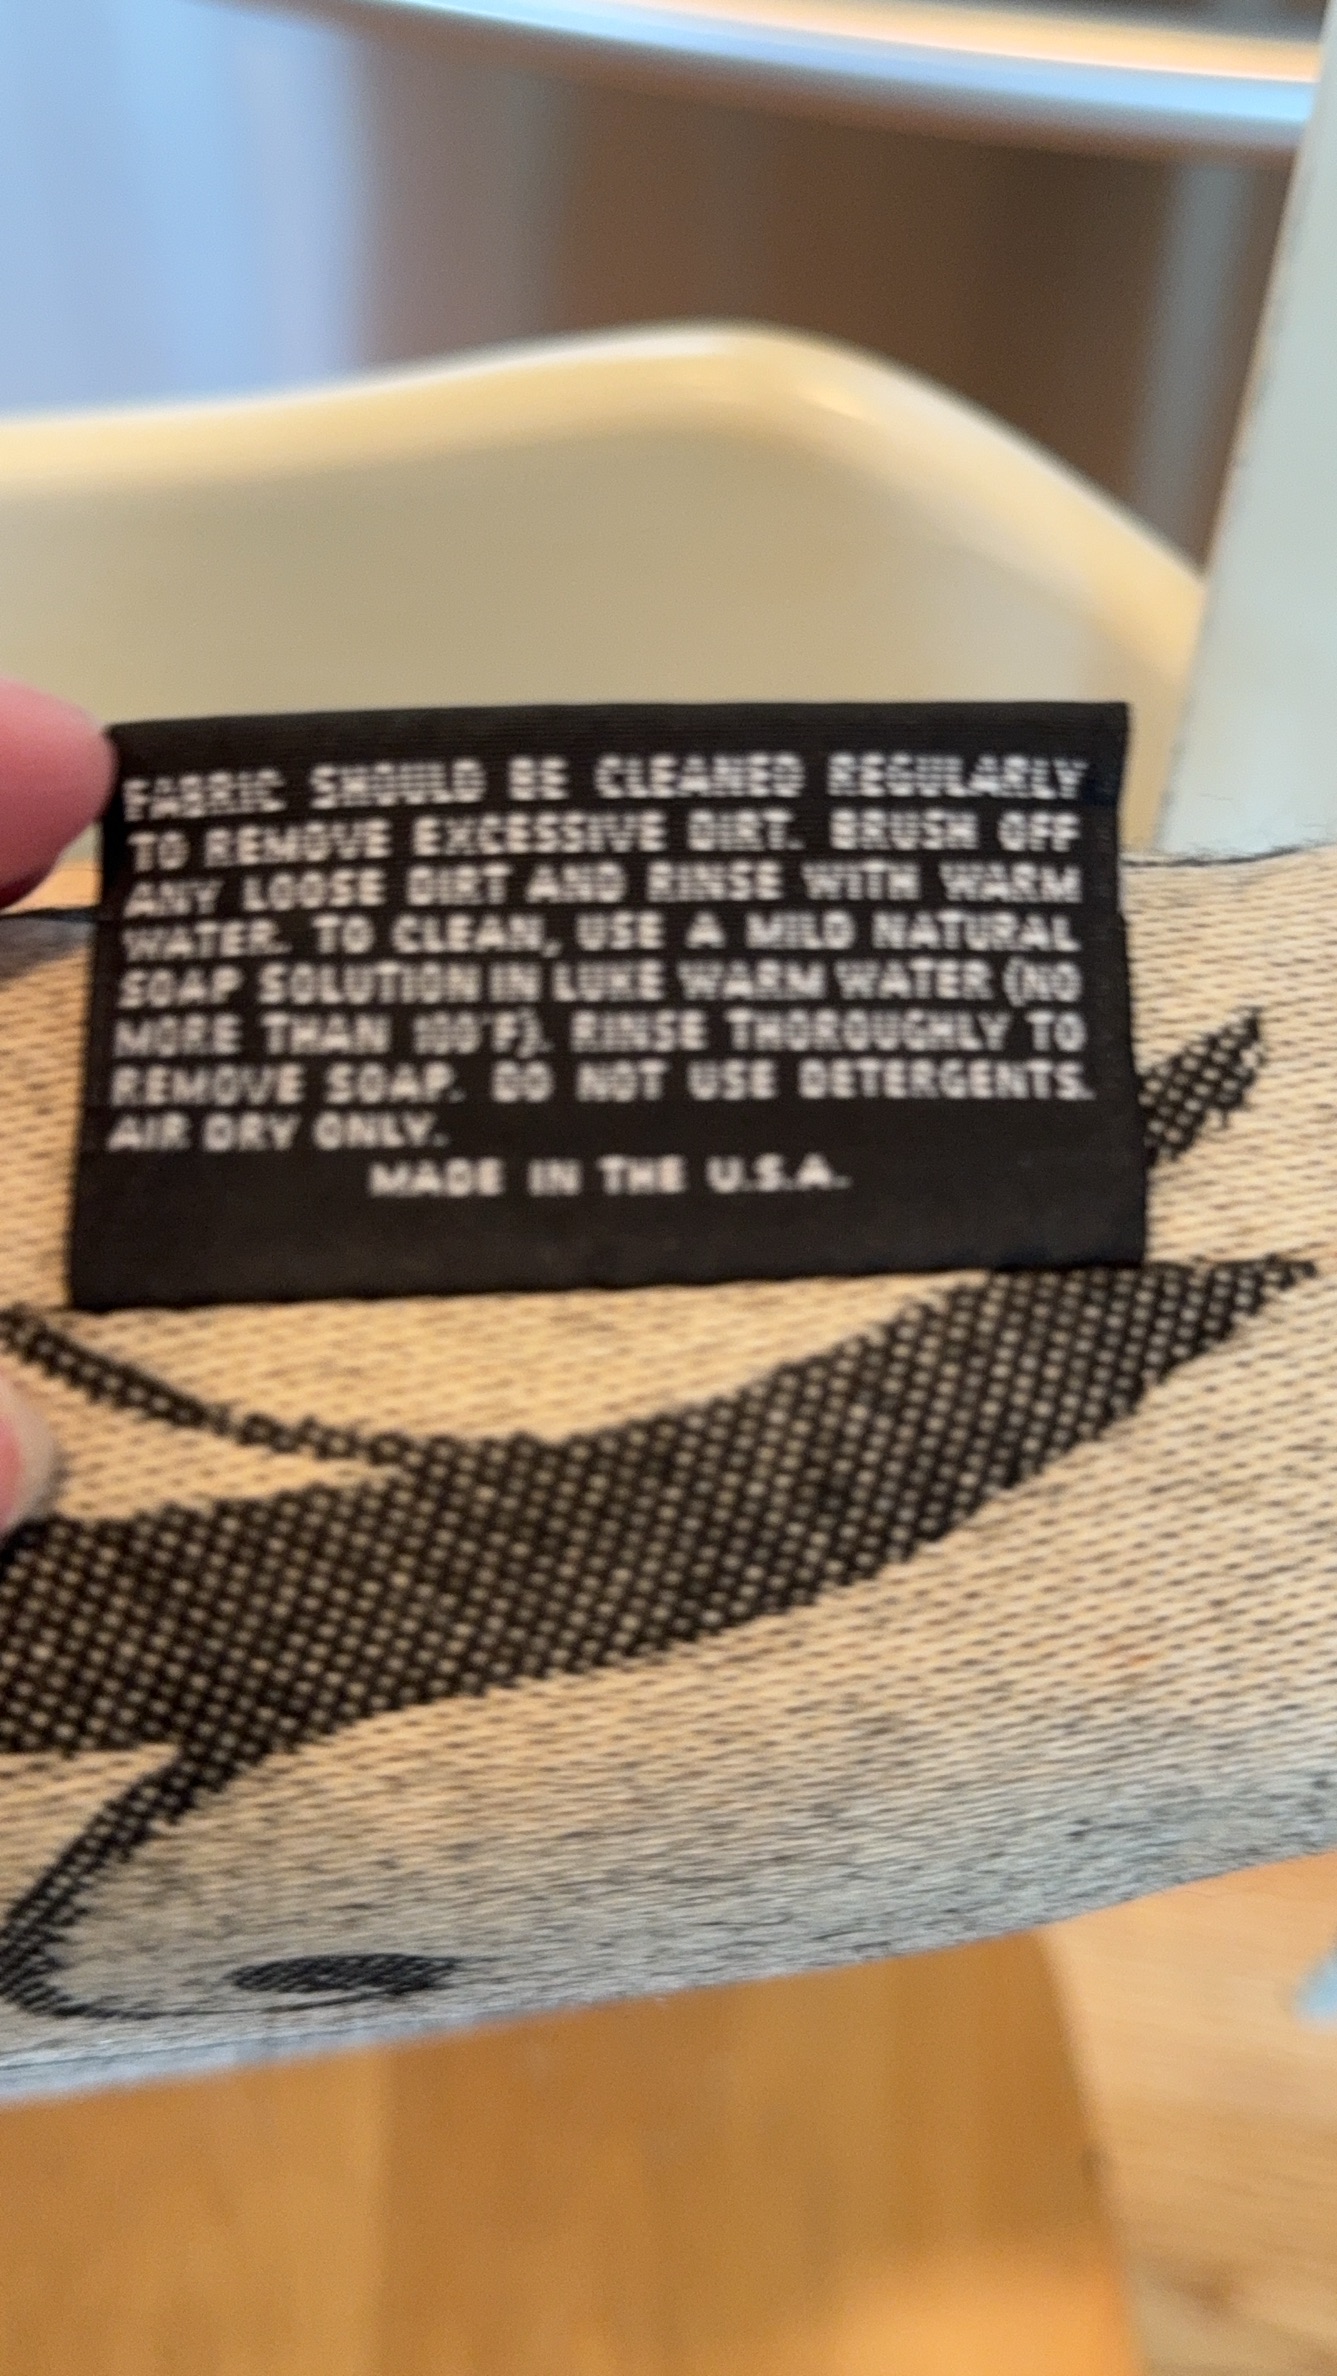 FABRIC SHOULD BE CLEANED REGULARLY
TO REMOVE EXCESSIVE DIRT. BRUSH OFF
ANY LOOSE DIRT AND RINSE WITH WARM
WATER. TO CLEAN, USE A MILD NATURAL
SOAP SOLUTION IN LUKE WARM WATER (NO
MORE THAN 100°F). RINSE THOROUGHLY TO
REMOVE SOAP. DO NOT USE DETERGENTS.
AIR DRY ONLY.
MADE IN THE U.S.A.